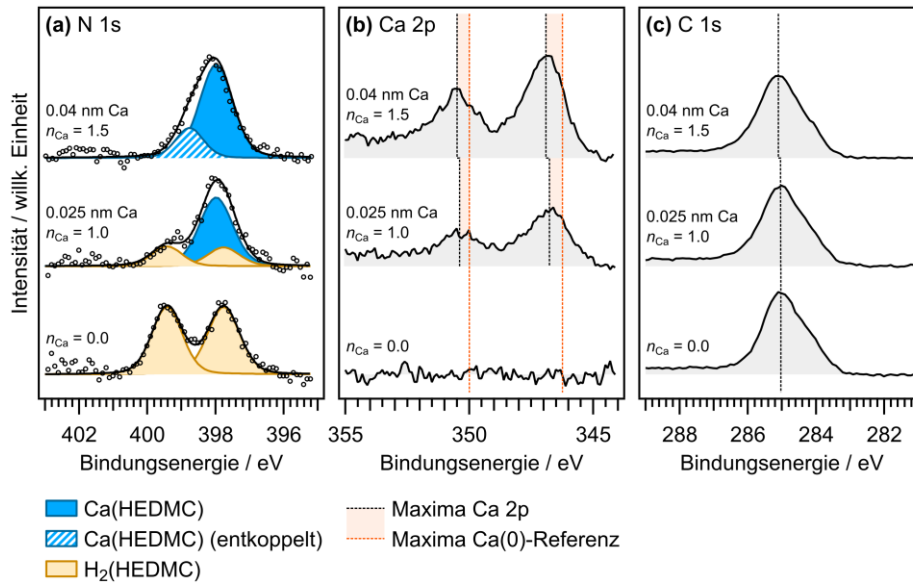 (a) N 1s
0.04 nm Ca
nCa = 1.5
0.025 nm Ca
nCa = 1.0
nCa = 0.0
402 400 398 396
Bindungsenergie / eV
Intensität / willk. Einheit
(b) Ca 2p
0.04 nm Ca
nCa = 1.5
0.025 nm Ca
nCa = 1.0
nCa = 0.0
355 350 345
Bindungsenergie / eV
(c) C 1s
0.04 nm Ca
nCa = 1.5
0.025 nm Ca
nCa = 1.0
nCa = 0.0
288 286 284 282
Bindungsenergie / eV
Ca(HEDMC)
Ca(HEDMC) (entkoppelt)
H₂(HEDMC)
Maxima Ca 2p
Maxima Ca(0)-Referenz